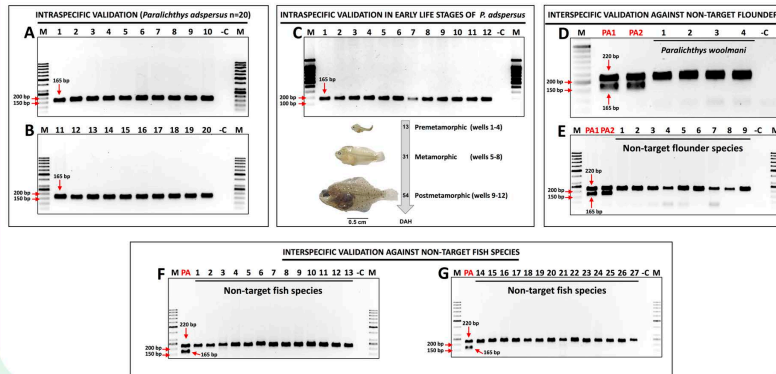 INTRASPECIFIC VALIDATION (Paralichthys adspersus n=20)
A
M 1 2 3 4 5 6 7 8 9 10 -C M
165 bp
200 bp
150 bp
B
M 11 12 13 14 15 16 17 18 19 20 -C M
165 bp
200 bp
150 bp
INTRASPECIFIC VALIDATION IN EARLY LIFE STAGES OF P. adspersus
C
M 1 2 3 4 5 6 7 8 9 10 11 12 M
165 bp
200 bp
100 bp
13 Premetamorphic (wells 1-4)
31 Metamorphic (wells 5-8)
54 Postmetamorphic (wells 9-12)
0.5 cm
DAH
INTERSPECIFIC VALIDATION AGAINST NON-TARGET FLOUNDER
D
M PA1 PA2 1 2 3 4 -C
Paralichthys woolmani
220 bp
200 bp
150 bp
165 bp
E
M PA1 PA2 1 2 3 4 5 6 7 8 9 -C M
Non-target flounder species
220 bp
200 bp
150 bp
165 bp
INTERSPECIFIC VALIDATION AGAINST NON-TARGET FISH SPECIES
F
M PA 1 2 3 4 5 6 7 8 9 10 11 12 13 -C M
Non-target fish species
220 bp
200 bp
150 bp
165 bp
G
M PA 14 15 16 17 18 19 20 21 22 23 24 25 26 27 -C M
Non-target fish species
220 bp
200 bp
150 bp
165 bp